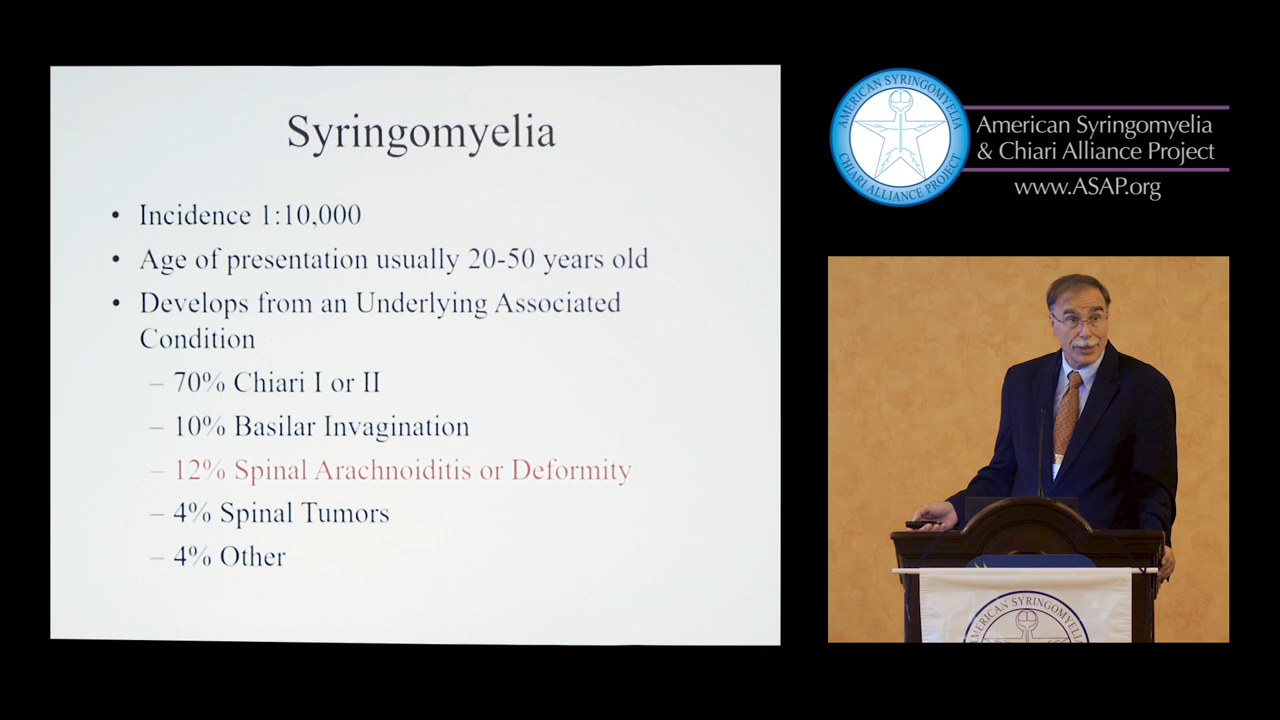 Syringomyelia
• Incidence 1:10,000
• Age of presentation usually 20-50 years old
• Develops from an Underlying Associated
Condition
– 70% Chiari I or II
– 10% Basilar Invagination
– 12% Spinal Arachnoiditis or Deformity
– 4% Spinal Tumors
– 4% Other
AMERICAN SYRINGOMYELIA
CHIARI ALLIANCE PROJECT
American Syringomyelia
& Chiari Alliance Project
www.ASAP.org
AMERICAN SYRINGOMYELIA